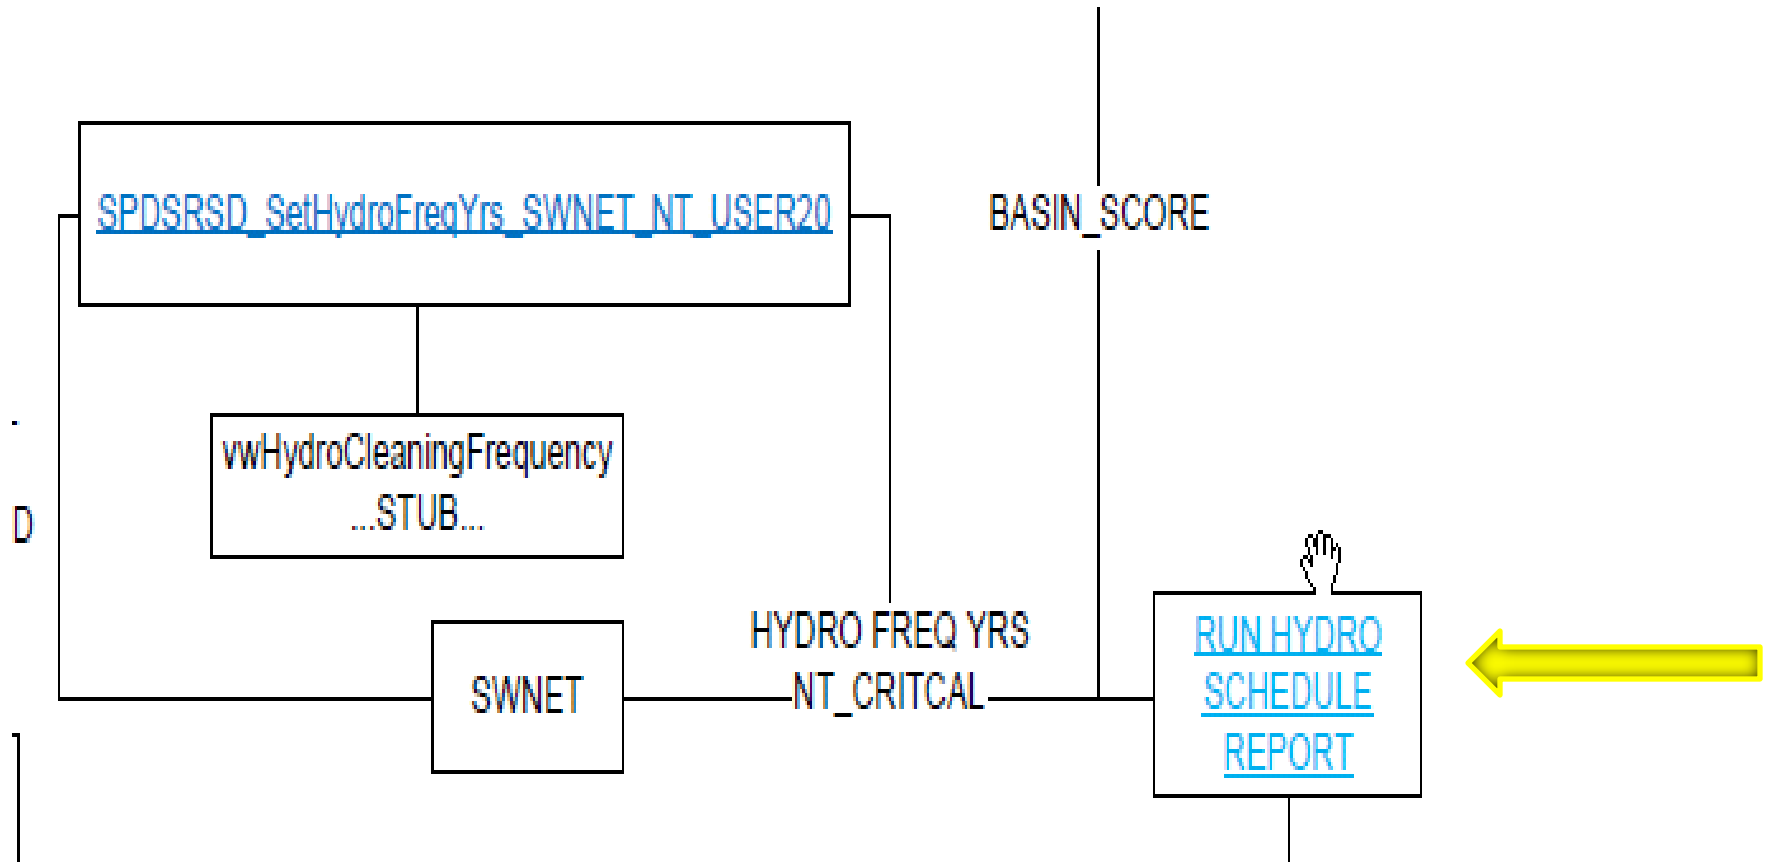 SPDSRSD_SetHydroFreqYrs_SWNET_NT_USER20
BASIN_SCORE
vwHydroCleaningFrequency
...STUB...
D
HYDRO FREQ YRS
NT_CRITCAL
SWNET
RUN HYDRO
SCHEDULE
REPORT